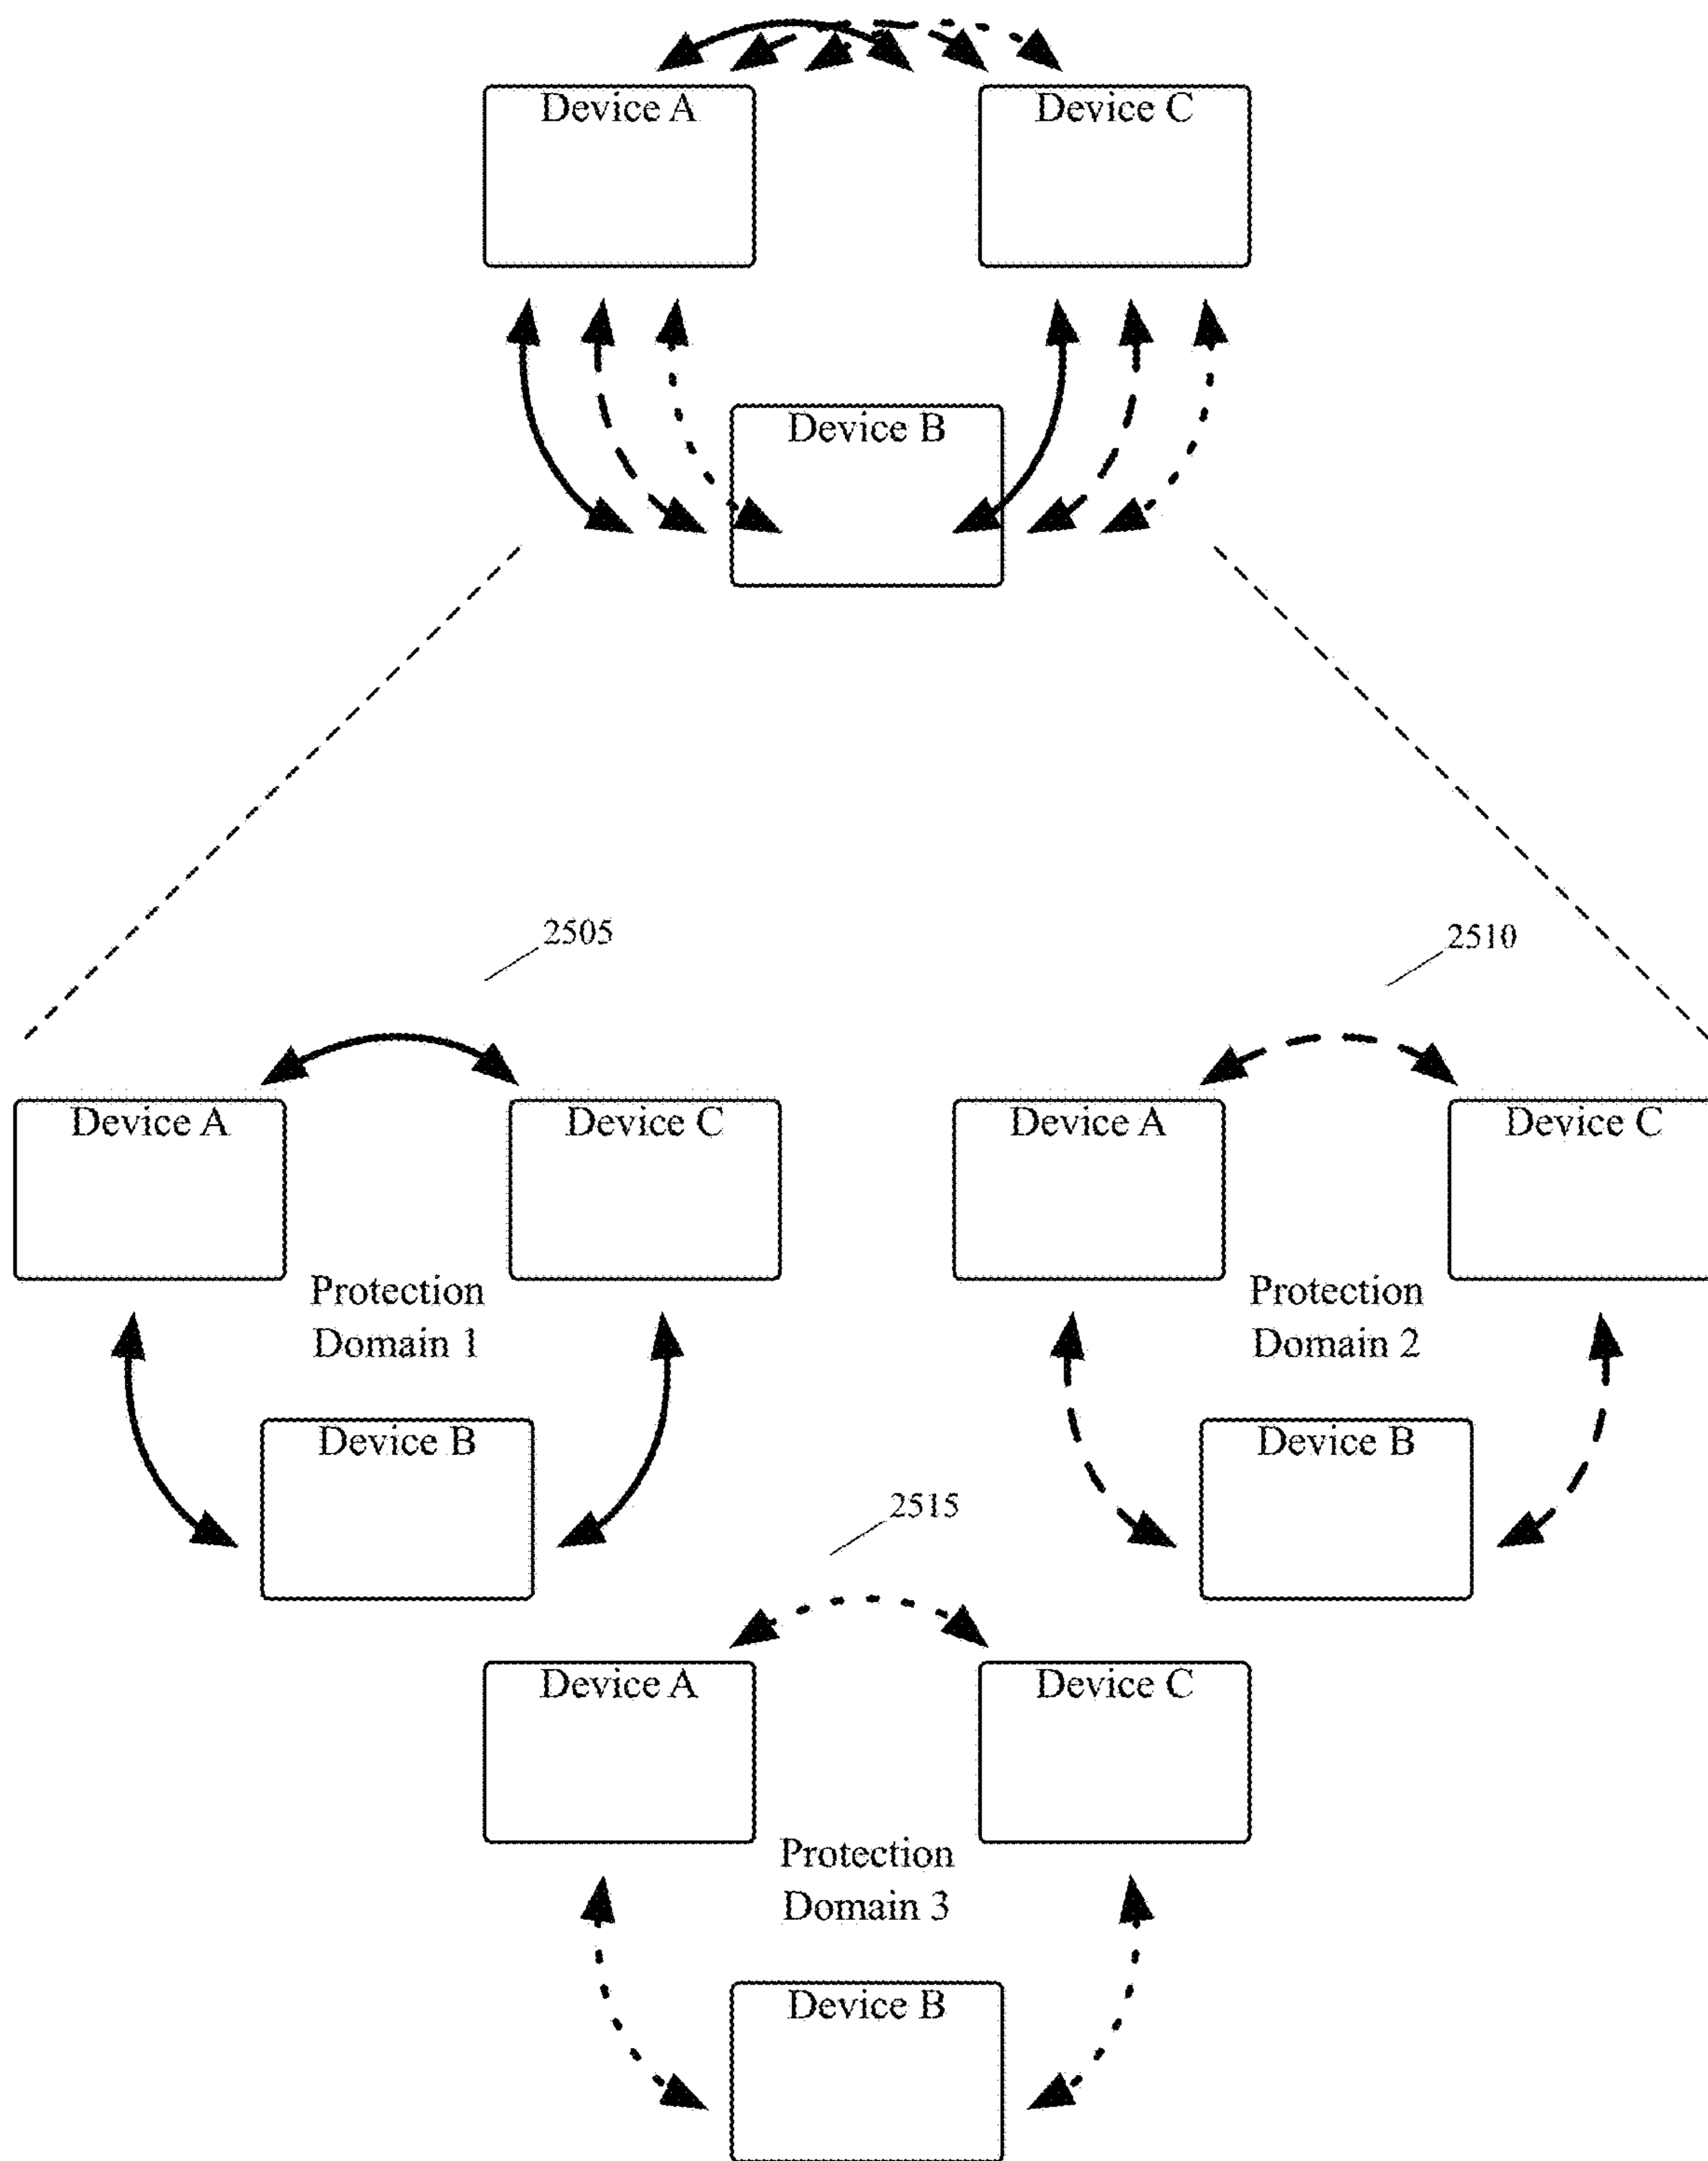 Device A
Device C
Device B
2505
2510
Device A
Device C
Device A
Device C
Protection
Domain 1
Protection
Domain 2
Device B
Device B
2515
Device A
Device C
Protection
Domain 3
Device B